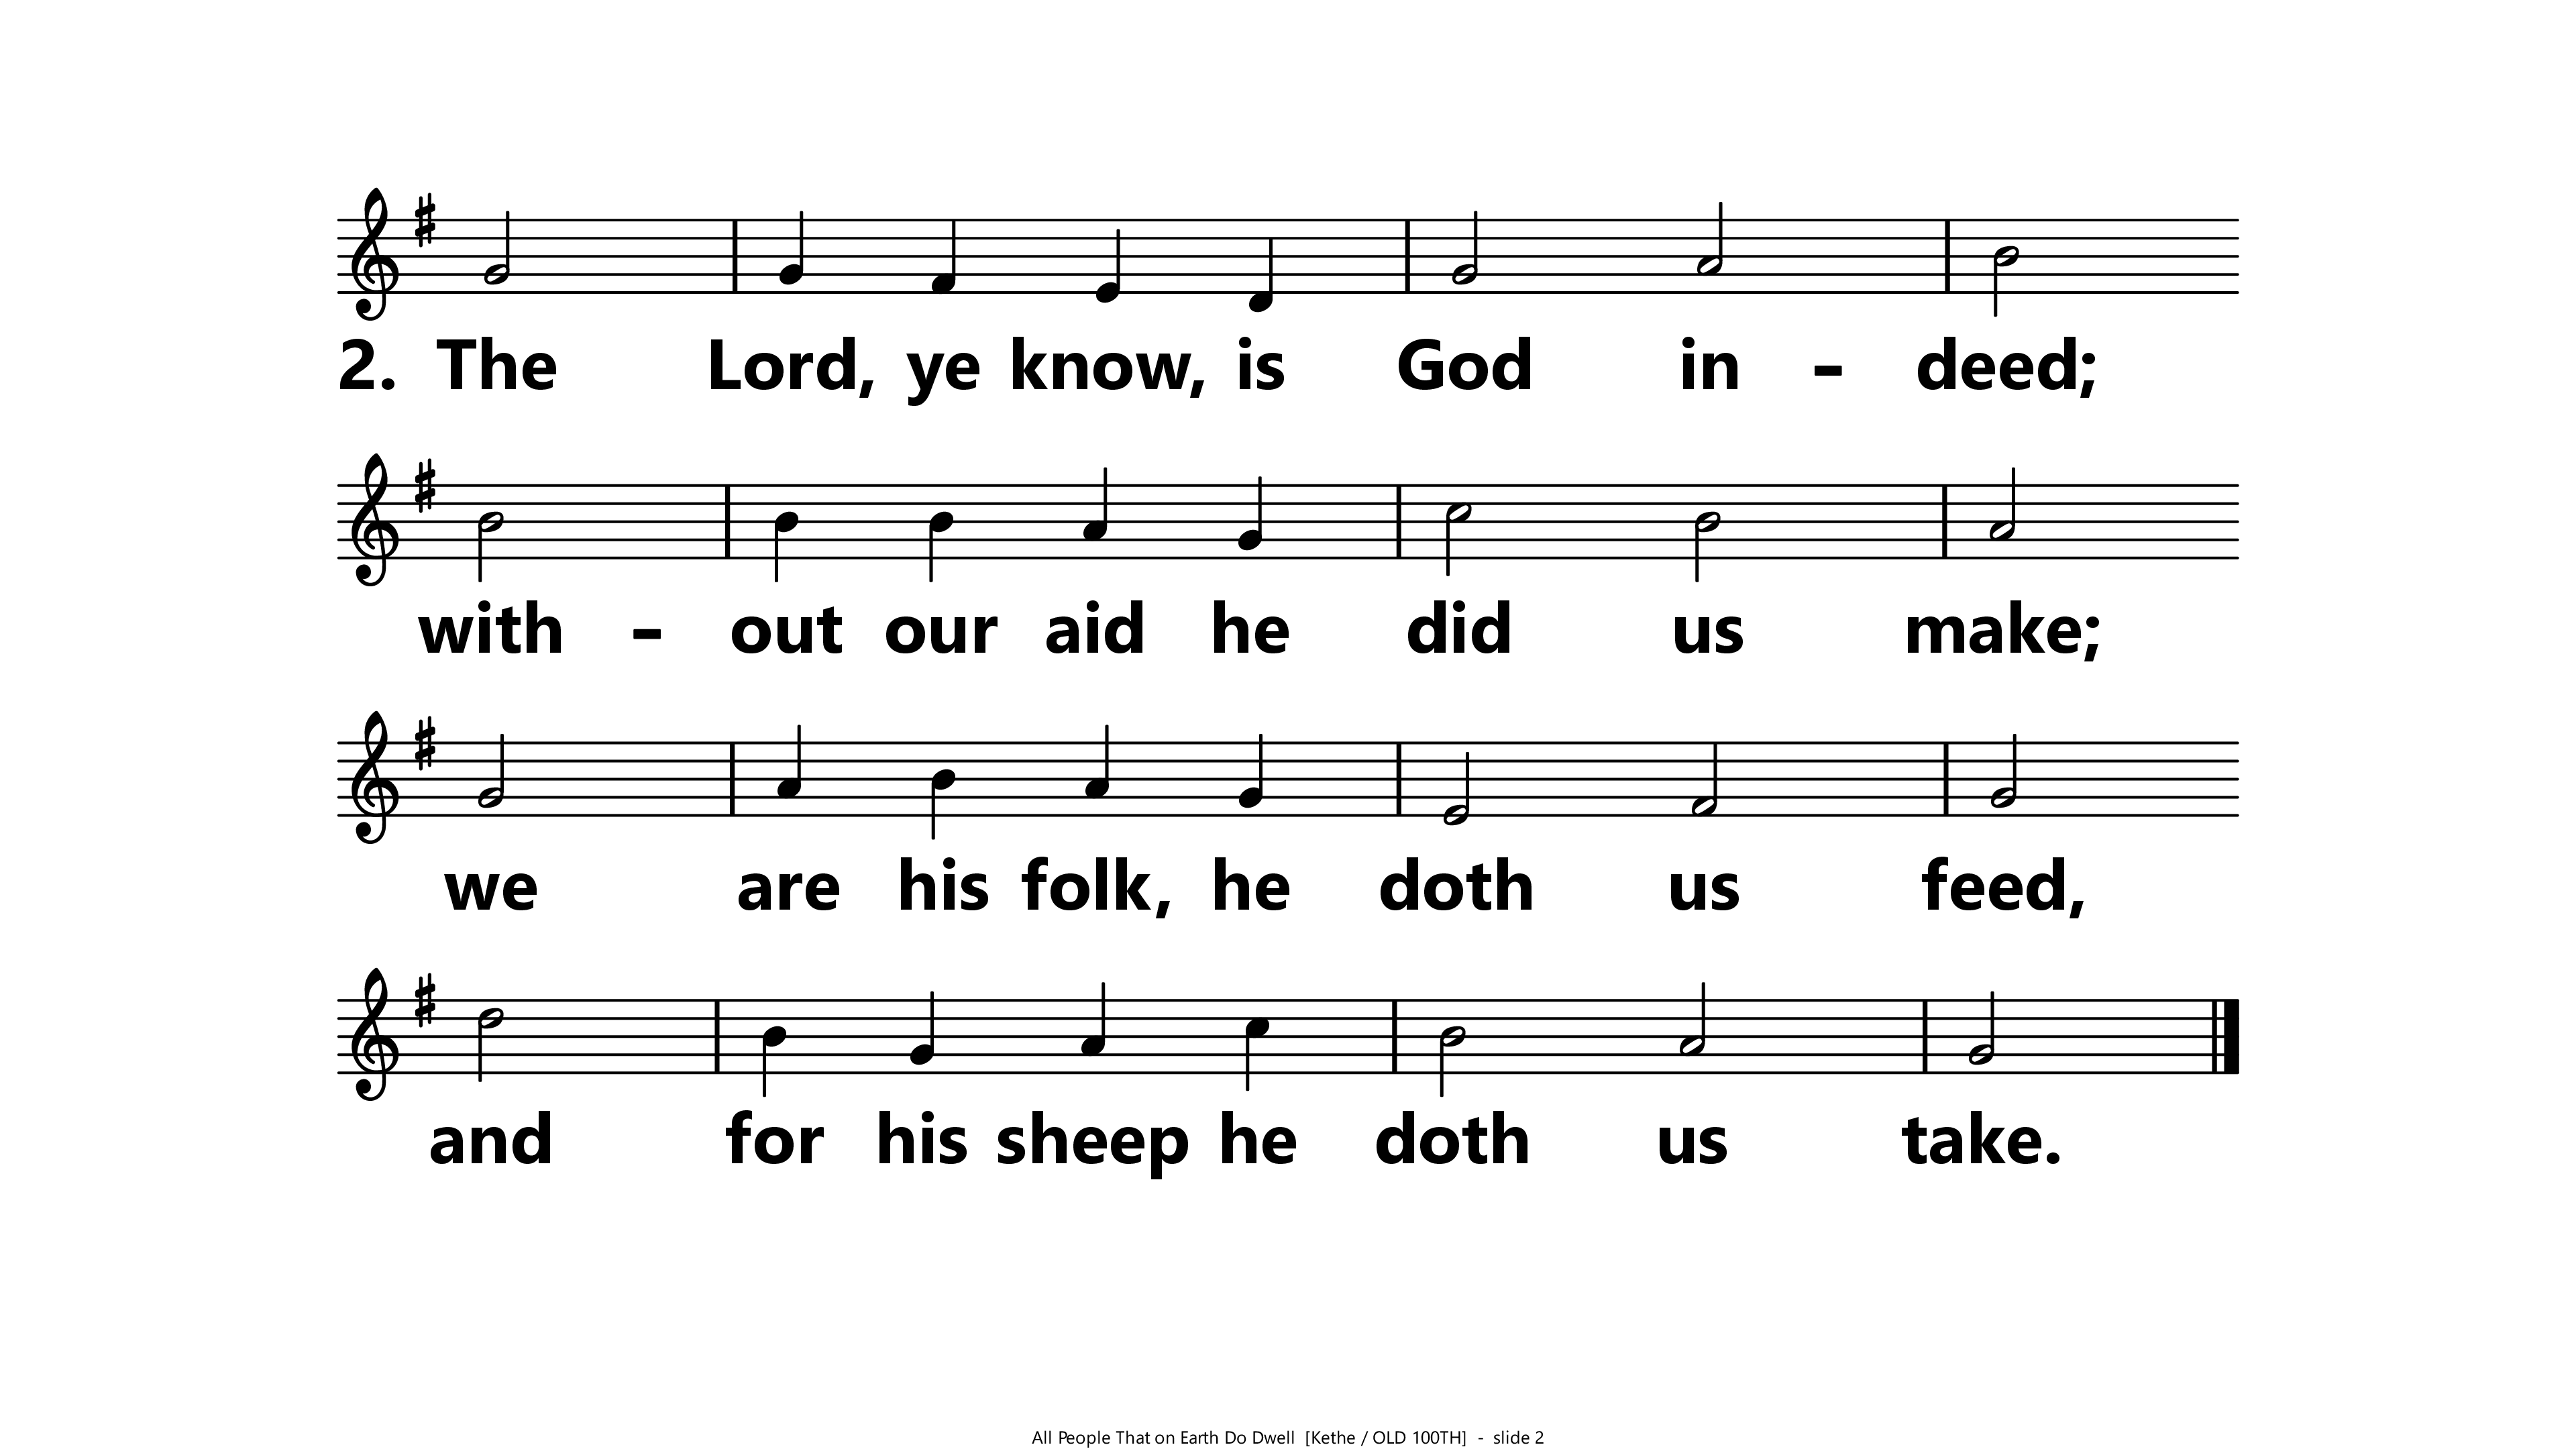 2. The Lord, ye know, is God in - deed;
with - out our aid he did us make;
we are his folk, he doth us feed,
and for his sheep he doth us take.
All People That on Earth Do Dwell [Kethe / OLD 100TH] - slide 2